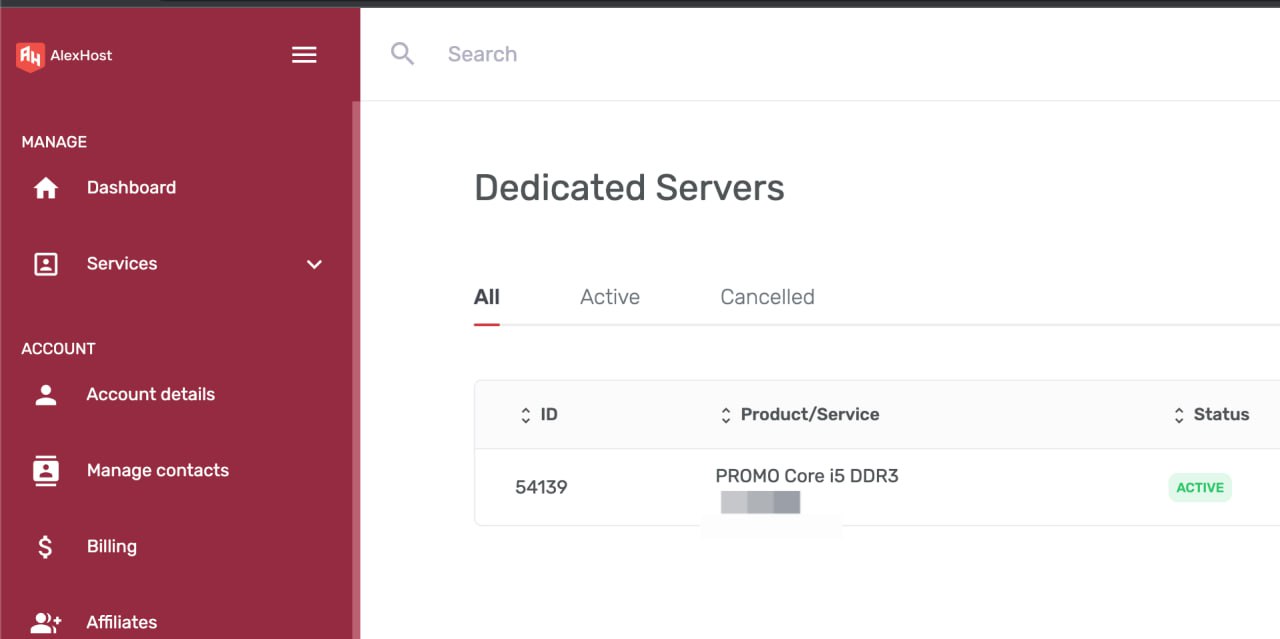 AlexHost
Search
MANAGE
Dashboard
Services
ACCOUNT
Account details
Manage contacts
Billing
Affiliates
Dedicated Servers
All
Active
Cancelled
ID
Product/Service
Status
54139
PROMO Core i5 DDR3
ACTIVE